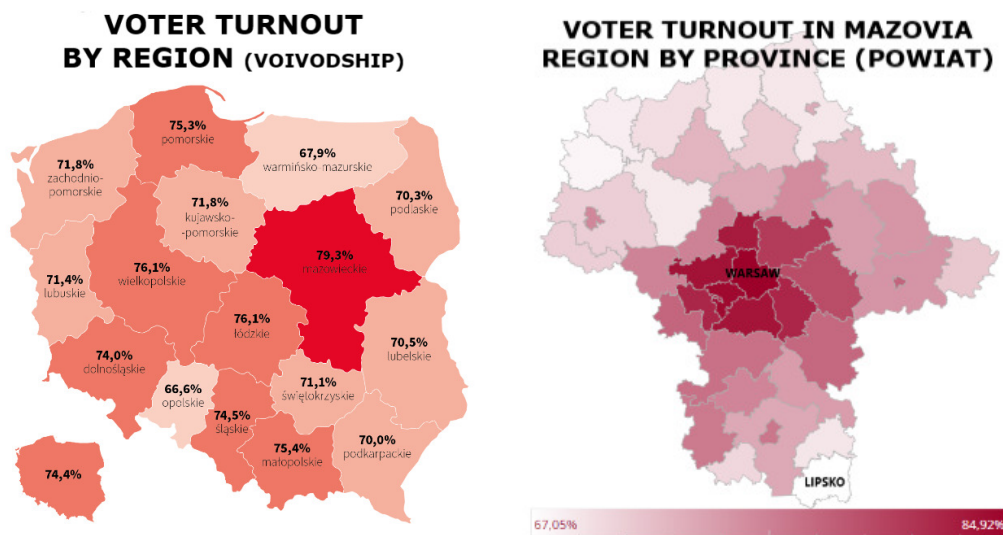 VOTER TURNOUT
BY REGION (VOIVODSHIP)
75,3%
pomorskie
67,9%
warmińsko-mazurskie
71,8%
zachodnio-
pomorskie
70,3%
podlaskie
71,8%
kujawsko-
-pomorskie
79,3%
mazowieckie
76,1%
wielkopolskie
71,4%
lubuskie
76,1%
łódzkie
70,5%
lubelskie
74,0%
dolnośląskie
66,6%
opolskie
71,1%
świętokrzyskie
74,5%
śląskie
75,4%
małopolskie
70,0%
podkarpackie
74,4%
VOTER TURNOUT IN MAZOVIA
REGION BY PROVINCE (POWIAT)
WARSAW
LIPSKO
67,05%
84,92%